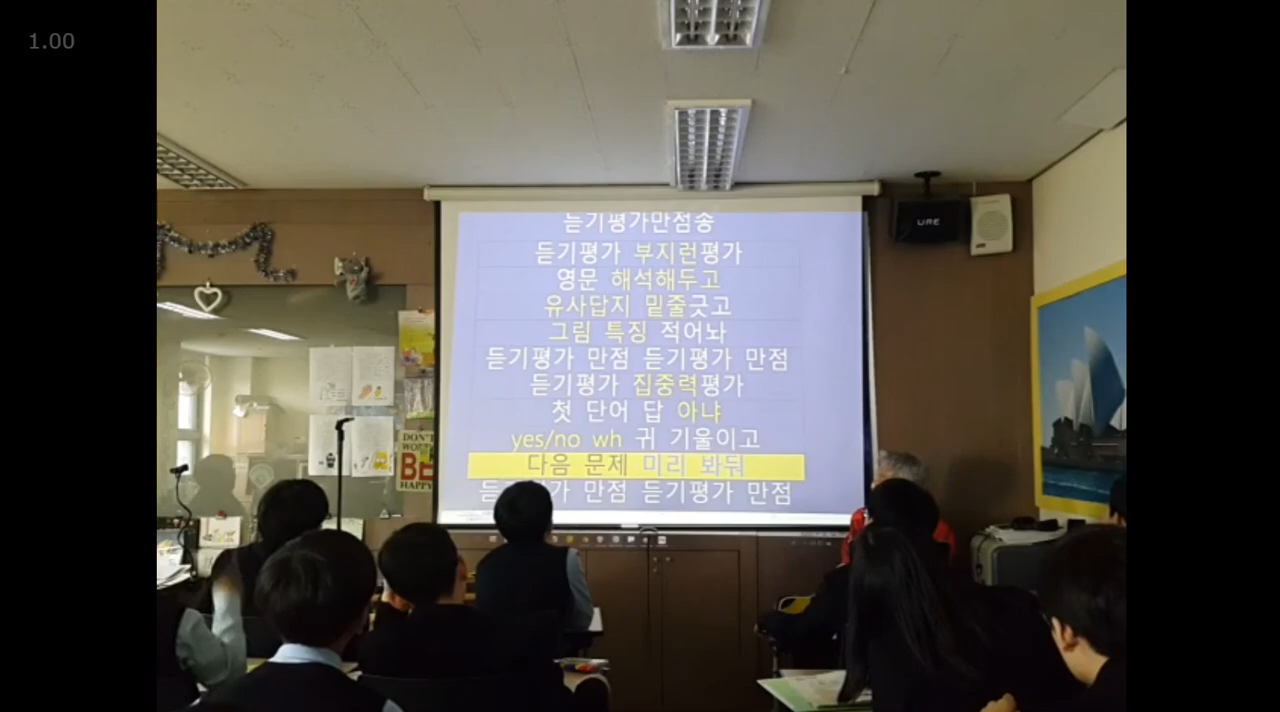 1.00
듣기평가만점송
듣기평가 부지런평가
영문 해석해두고
유사답지 밑줄긋고
그림 특징 적어놔
듣기평가 만점 듣기평가 만점
듣기평가 집중력평가
첫 단어 답 아냐
yes/no wh 귀 기울이고
다음 문제 미리 봐둬
만점 듣기평가 만점
URE
DON'T
HAPPY